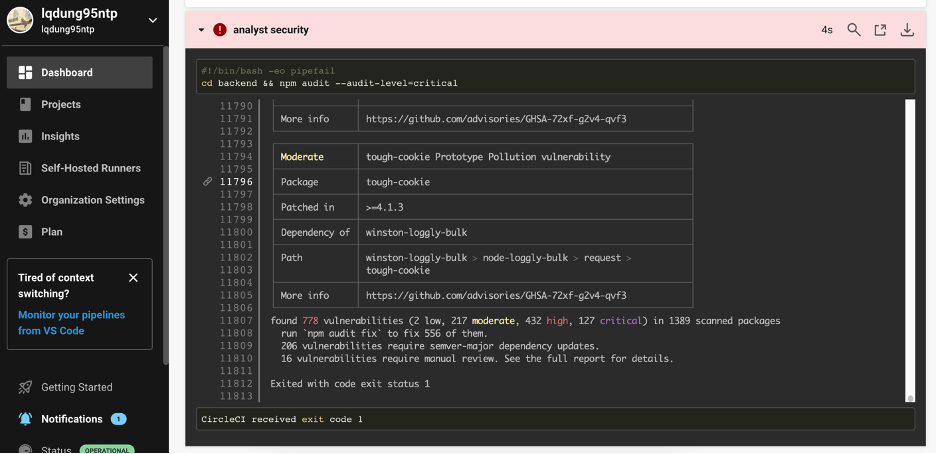 lqdung95ntp
lqdung95ntp
Dashboard
Projects
Insights
Self-Hosted Runners
Organization Settings
Plan
Tired of context
switching?
Monitor your pipelines
from VS Code
Getting Started
Notifications 1
Status OPERATIONAL
analyst security 4s
#!/bin/bash -eo pipefail
cd backend && npm audit --audit-level=critical
11790
11791 More info https://github.com/advisories/GHSA-72xf-g2v4-qvf3
11792
11793
11794 Moderate tough-cookie Prototype Pollution vulnerability
11795
11796 Package tough-cookie
11797
11798 Patched in >=4.1.3
11799
11800 Dependency of winston-loggly-bulk
11801
11802 Path winston-loggly-bulk > node-loggly-bulk > request >
11803 tough-cookie
11804
11805 More info https://github.com/advisories/GHSA-72xf-g2v4-qvf3
11806
11807 found 778 vulnerabilities (2 low, 217 moderate, 432 high, 127 critical) in 1389 scanned packages
11808 run `npm audit fix` to fix 556 of them.
11809 206 vulnerabilities require semver-major dependency updates.
11810 16 vulnerabilities require manual review. See the full report for details.
11811
11812 Exited with code exit status 1
11813
CircleCI received exit code 1